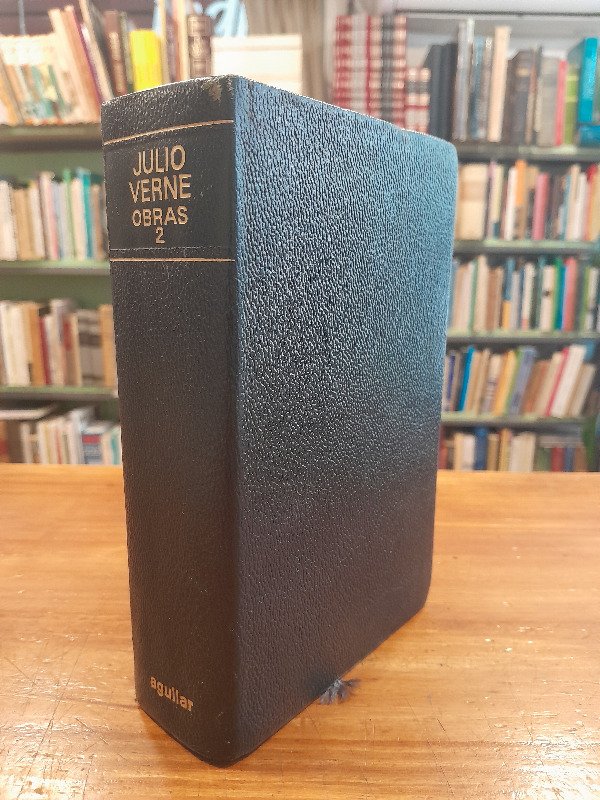 JULIO
VERNE
OBRAS
2
aguilar